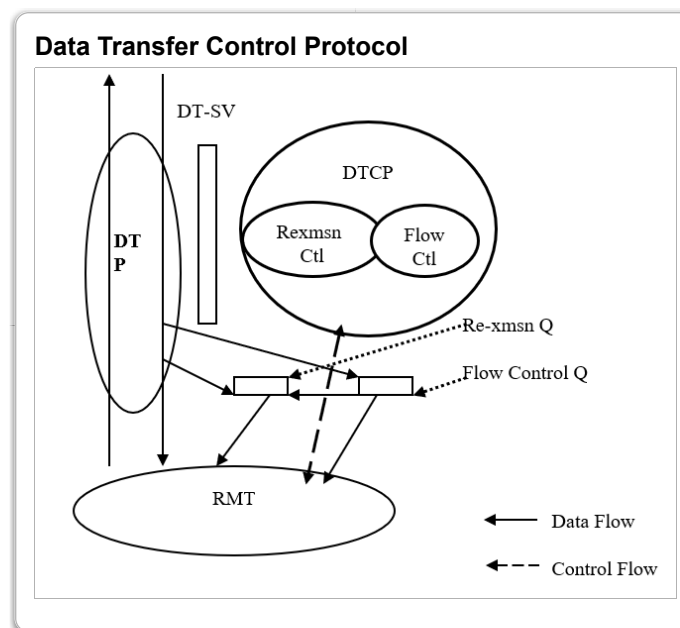 Data Transfer Control Protocol
DT-SV
DTCP
DT
P
Rexmsn
Ctl
Flow
Ctl
Re-xmsn Q
Flow Control Q
RMT
Data Flow
Control Flow